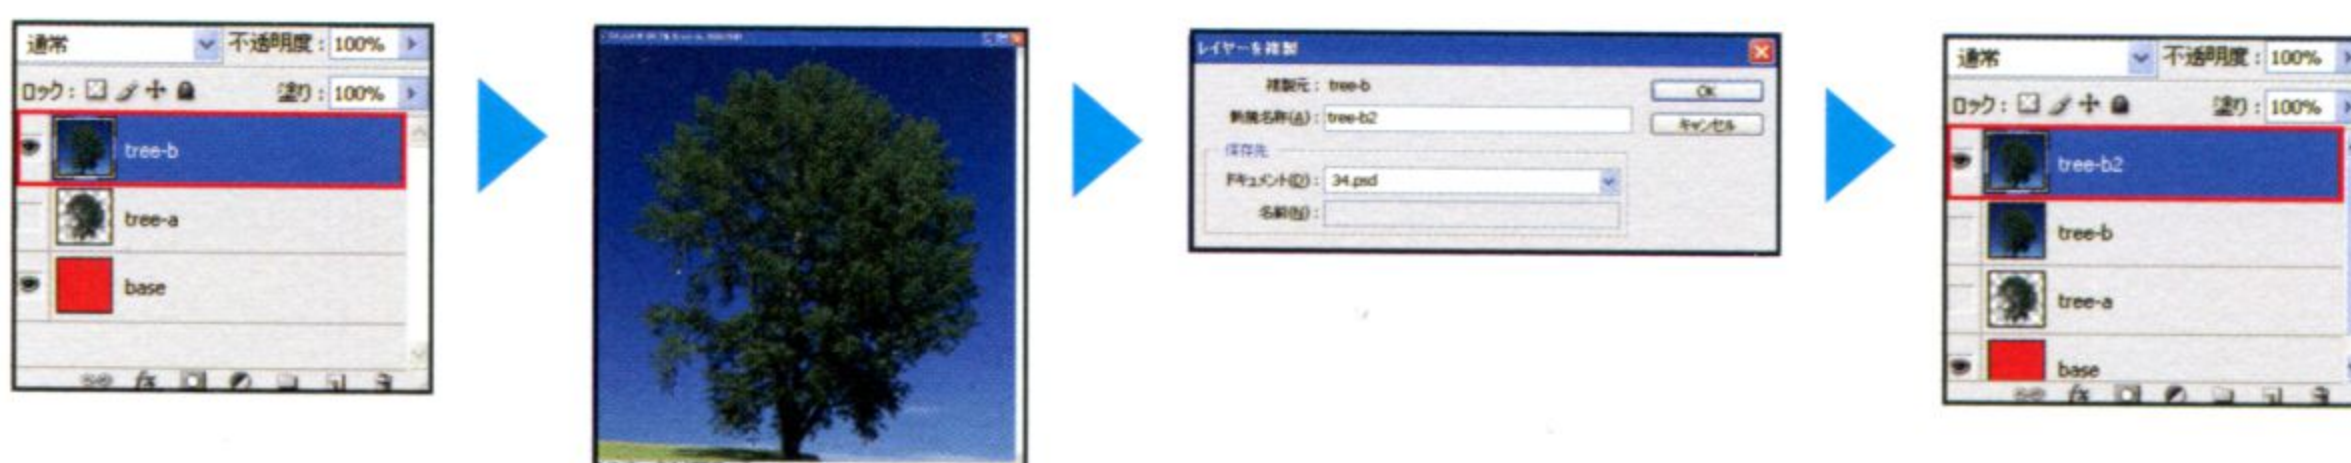 通常 不透明度 : 100%
ロック : 塗り : 100%
tree-b
tree-a
base
レイヤーを複製
複製元 : tree-b
新規名称(A) : tree-b2
保存先
ドキュメント(D) : 34.psd
名前(N) :
OK
キャンセル
通常 不透明度 : 100%
ロック : 塗り : 100%
tree-b2
tree-b
tree-a
base